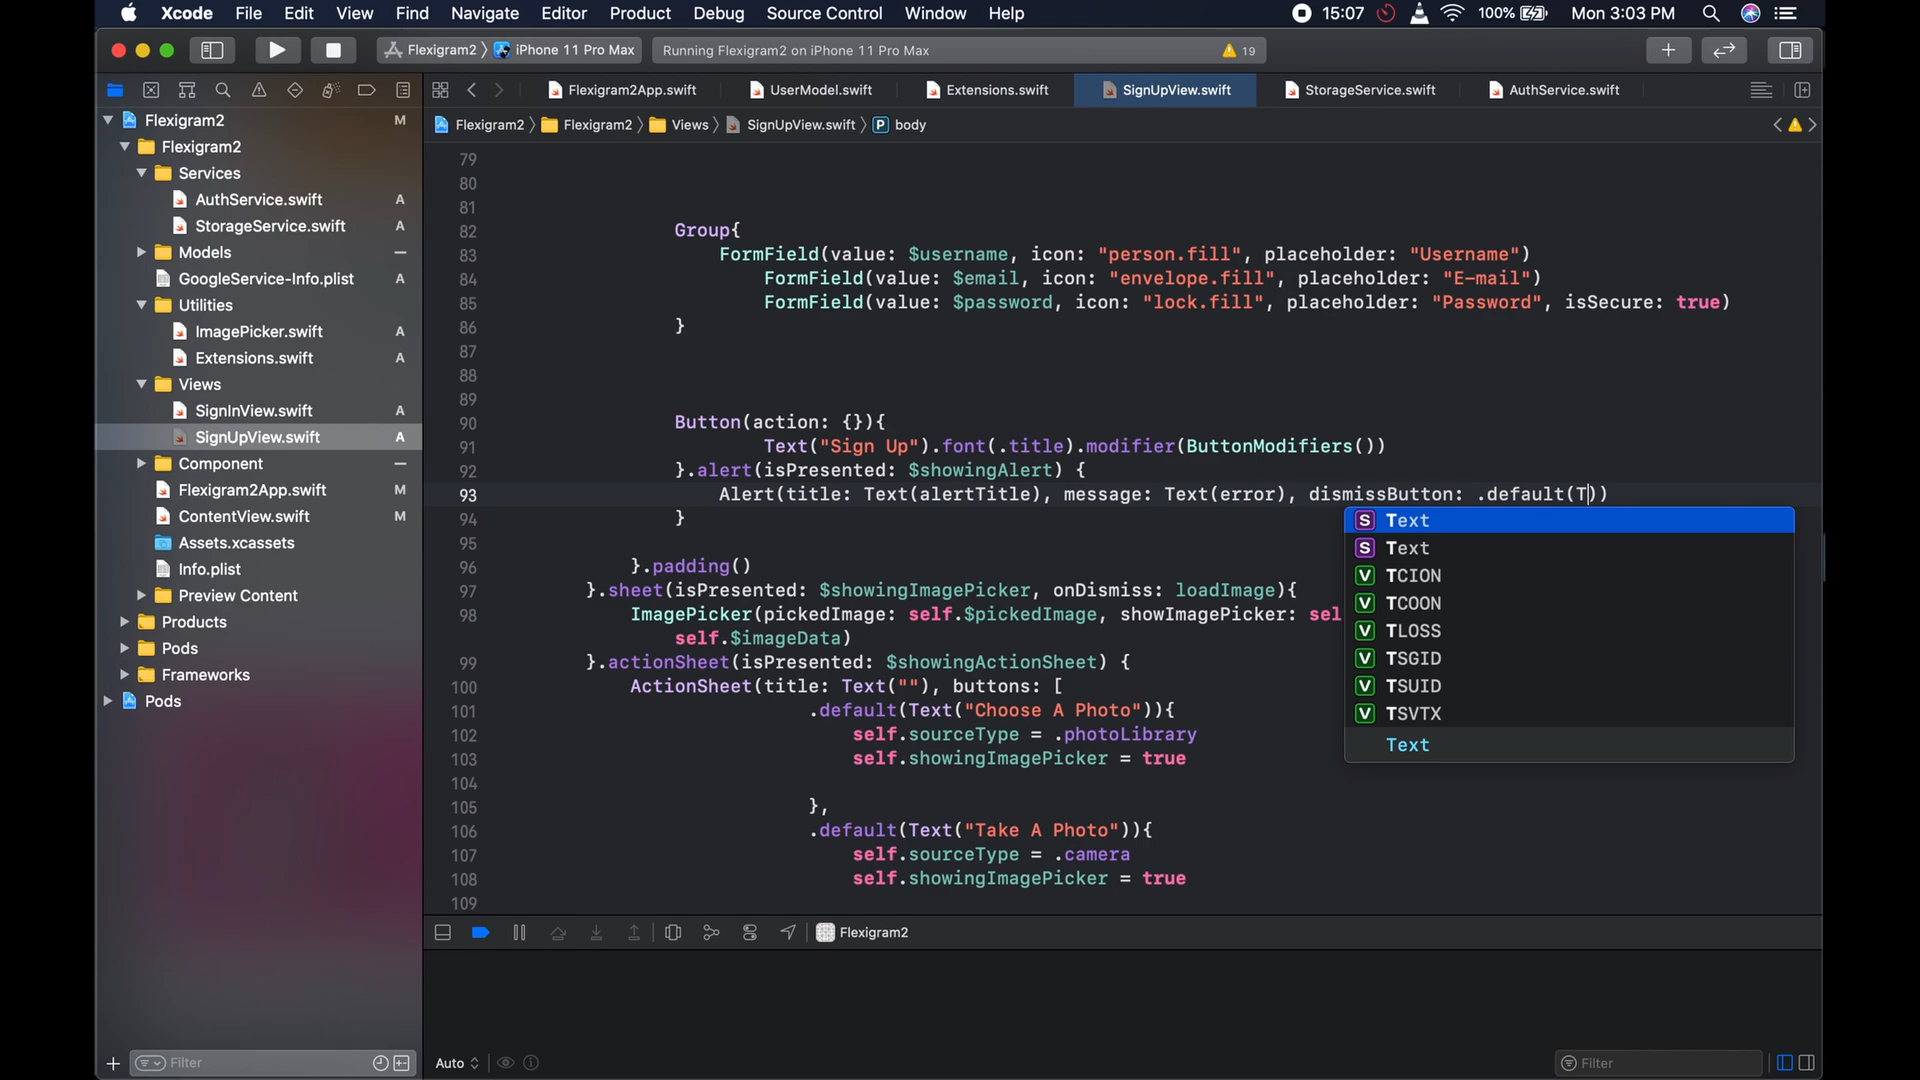 Xcode File Edit View Find Navigate Editor Product Debug Source Control Window Help 15:07 100% Mon 3:03 PM
Flexigram2 〉 iPhone 11 Pro Max Running Flexigram2 on iPhone 11 Pro Max 19
Flexigram2App.swift UserModel.swift Extensions.swift SignUpView.swift StorageService.swift AuthService.swift
Flexigram2 〉 Flexigram2 〉 Views 〉 SignUpView.swift 〉 P body
Flexigram2 M
Flexigram2
Services
AuthService.swift A
StorageService.swift A
Models
GoogleService-Info.plist A
Utilities
ImagePicker.swift A
Extensions.swift A
Views
SignInView.swift A
SignUpView.swift A
Component
Flexigram2App.swift M
ContentView.swift M
Assets.xcassets
Info.plist
Preview Content
Products
Pods
Frameworks
Pods
Filter
79
80
81
82 Group{
83 FormField(value: $username, icon: "person.fill", placeholder: "Username")
84 FormField(value: $email, icon: "envelope.fill", placeholder: "E-mail")
85 FormField(value: $password, icon: "lock.fill", placeholder: "Password", isSecure: true)
86 }
87
88
89
90 Button(action: {}){
91 Text("Sign Up").font(.title).modifier(ButtonModifiers())
92 }.alert(isPresented: $showingAlert) {
93 Alert(title: Text(alertTitle), message: Text(error), dismissButton: .default(T))
94 }
95
96 }.padding()
97 }.sheet(isPresented: $showingImagePicker, onDismiss: loadImage){
98 ImagePicker(pickedImage: self.$pickedImage, showImagePicker: sel
self.$imageData)
99 }.actionSheet(isPresented: $showingActionSheet) {
100 ActionSheet(title: Text(""), buttons: [
101 .default(Text("Choose A Photo")){
102 self.sourceType = .photoLibrary
103 self.showingImagePicker = true
104
105 },
106 .default(Text("Take A Photo")){
107 self.sourceType = .camera
108 self.showingImagePicker = true
109
S Text
S Text
V TCION
V TCOON
V TLOSS
V TSGID
V TSUID
V TSVTX
Text
Flexigram2
Auto Filter